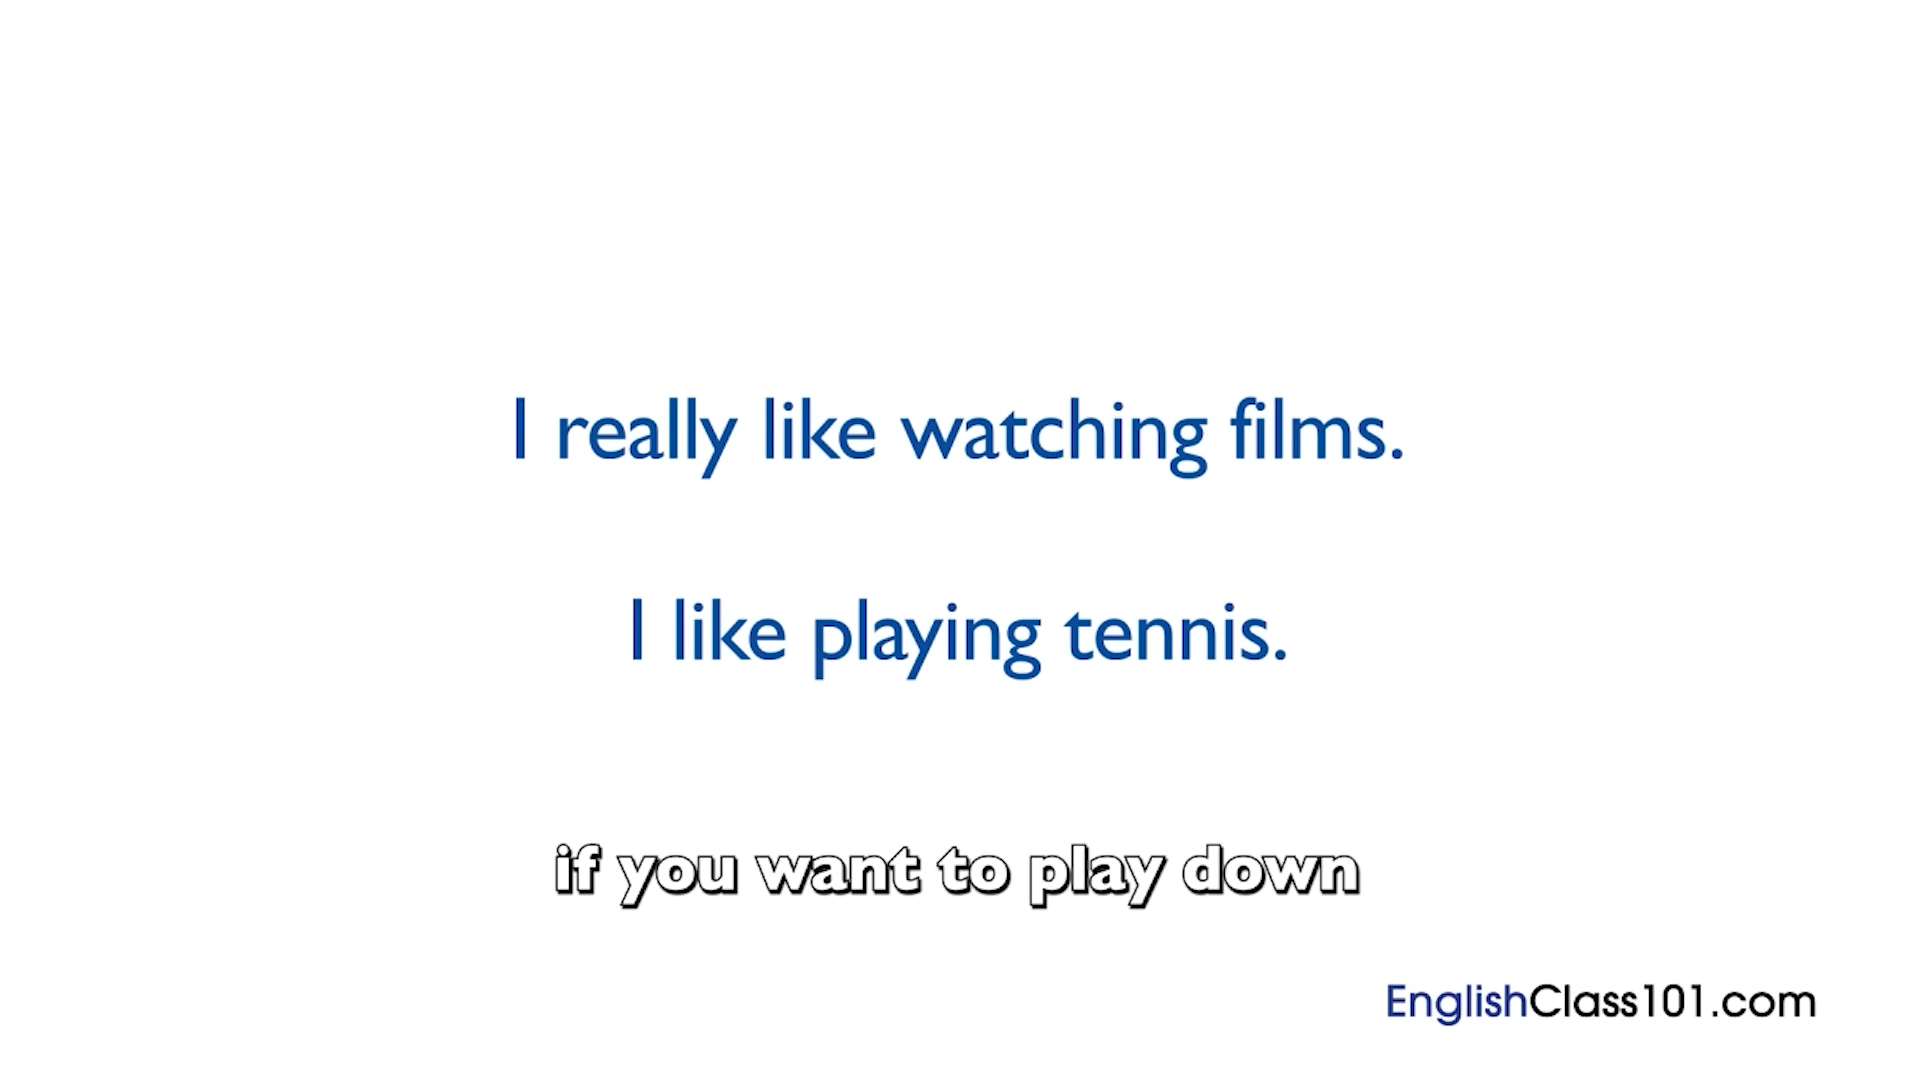 I really like watching films.
I like playing tennis.
if you want to play down
EnglishClass101.com